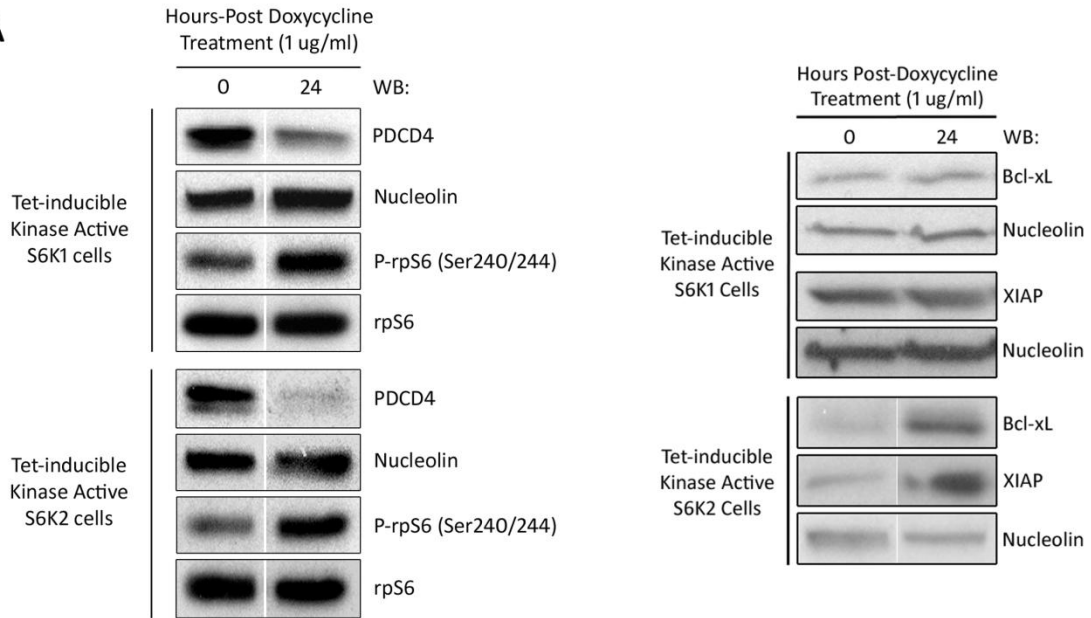 A
Hours-Post Doxycycline
Treatment (1 ug/ml)
0 24 WB:
Tet-inducible
Kinase Active
S6K1 cells
PDCD4
Nucleolin
P-rpS6 (Ser240/244)
rpS6
Tet-inducible
Kinase Active
S6K2 cells
PDCD4
Nucleolin
P-rpS6 (Ser240/244)
rpS6
Hours Post-Doxycycline
Treatment (1 ug/ml)
0 24 WB:
Tet-inducible
Kinase Active
S6K1 Cells
Bcl-xL
Nucleolin
XIAP
Nucleolin
Tet-inducible
Kinase Active
S6K2 Cells
Bcl-xL
XIAP
Nucleolin